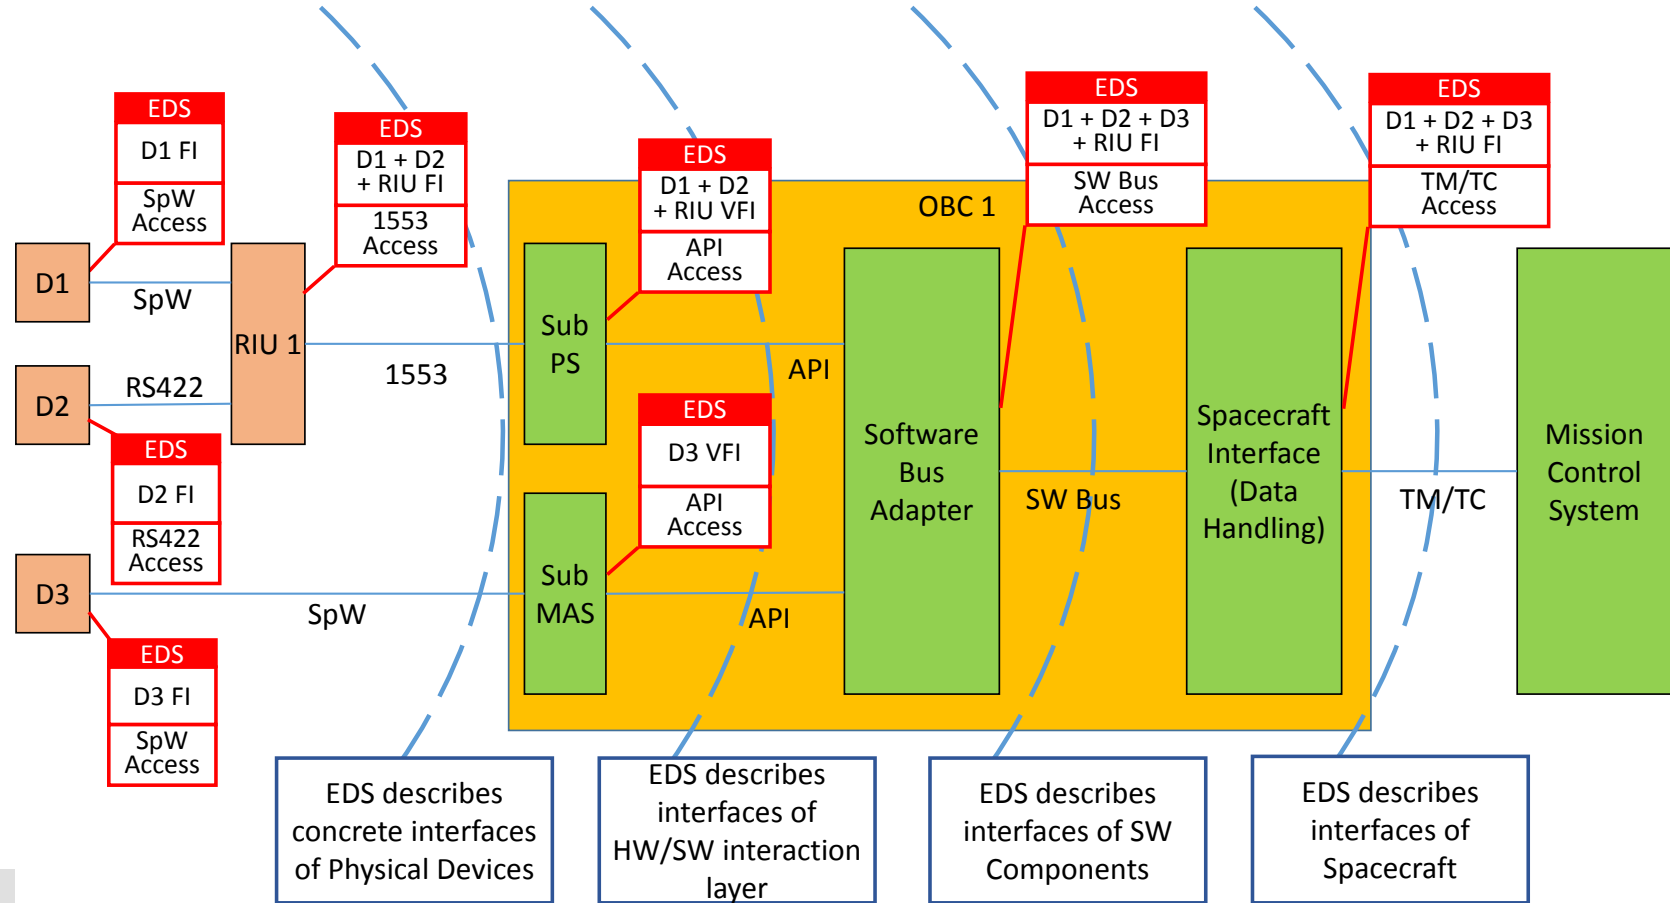 EDS
D1 FI
SpW
Access
EDS
D1 + D2
+ RIU FI
1553
Access
EDS
D1 + D2
+ RIU VFI
API
Access
EDS
D1 + D2 + D3
+ RIU FI
SW Bus
Access
EDS
D1 + D2 + D3
+ RIU FI
TM/TC
Access
OBC 1
D1
SpW
RIU 1
D2
RS422
1553
Sub
PS
API
EDS
D2 FI
RS422
Access
EDS
D3 VFI
API
Access
Software
Bus
Adapter
SW Bus
Spacecraft
Interface
(Data
Handling)
TM/TC
Mission
Control
System
D3
SpW
Sub
MAS
API
EDS
D3 FI
SpW
Access
EDS describes
concrete interfaces
of Physical Devices
EDS describes
interfaces of
HW/SW interaction
layer
EDS describes
interfaces of SW
Components
EDS describes
interfaces of
Spacecraft